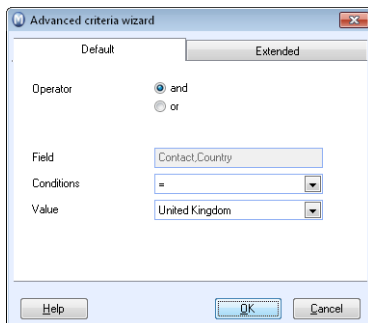 Advanced criteria wizard
Default Extended
Operator and
or
Field Contact,Country
Conditions =
Value United Kingdom
Help OK Cancel